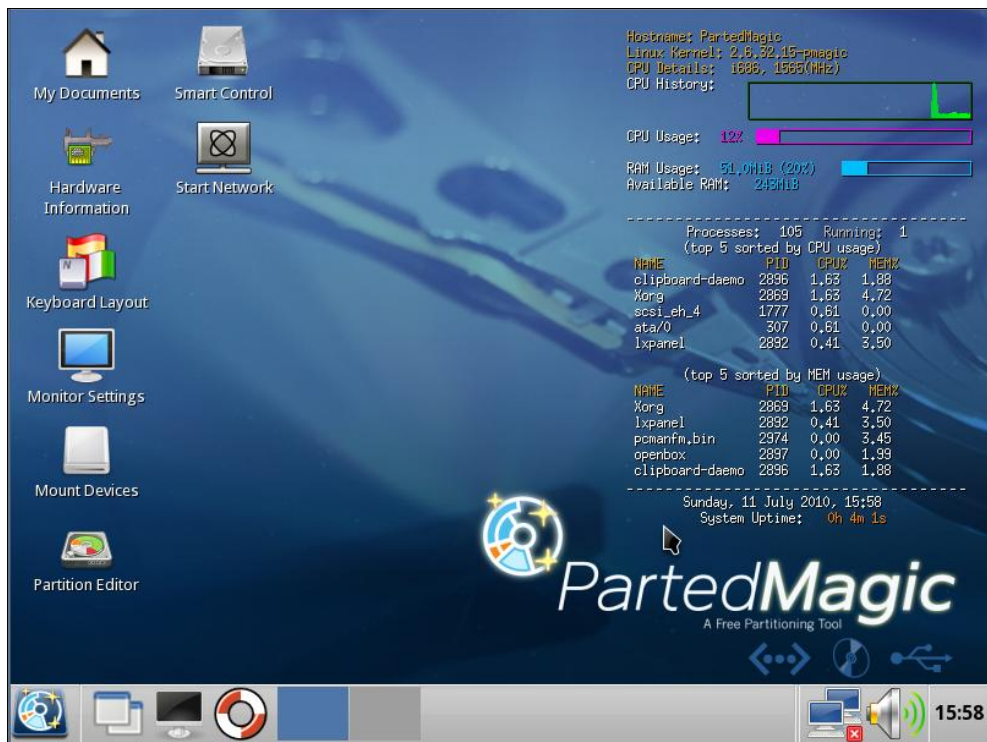 My Documents
Smart Control
Hardware
Information
Start Network
Keyboard Layout
Monitor Settings
Mount Devices
Partition Editor
Hostname: PartedMagic
Linux Kernel: 2.6.32.15-pmagic
CPU Details: i686, 1565(MHz)
CPU History:
CPU Usage: 12%
RAM Usage: 51.0MiB (20%)
Available RAM: 243MiB
Processes: 105 Running: 1
(top 5 sorted by CPU usage)
NAME PID CPU% MEM%
clipboard-daemo 2896 1.63 1.88
Xorg 2869 1.63 4.72
scsi_eh_4 1777 0.61 0.00
ata/0 307 0.61 0.00
lxpanel 2892 0.41 3.50
(top 5 sorted by MEM usage)
NAME PID CPU% MEM%
Xorg 2869 1.63 4.72
lxpanel 2892 0.41 3.50
pcmanfm.bin 2974 0.00 3.45
openbox 2897 0.00 1.99
clipboard-daemo 2896 1.63 1.88
Sunday, 11 July 2010, 15:58
System Uptime: 0h 4m 1s
PartedMagic
A Free Partitioning Tool
15:58